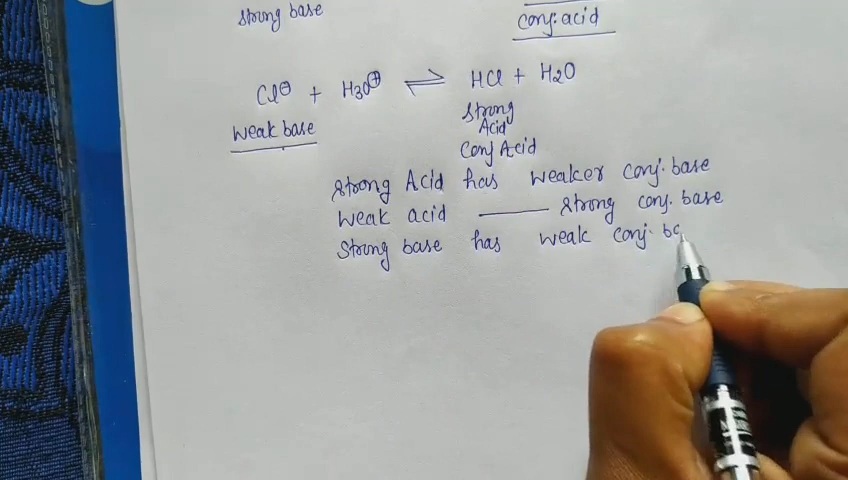 strong base
conj. acid
Cl⊖ + H3O⊕ ⇌ HCl + H2O
weak base
strong
Acid
Conj Acid
strong Acid has weaker conj. base
weak acid ——— strong conj. base
strong base has weak conj. ba